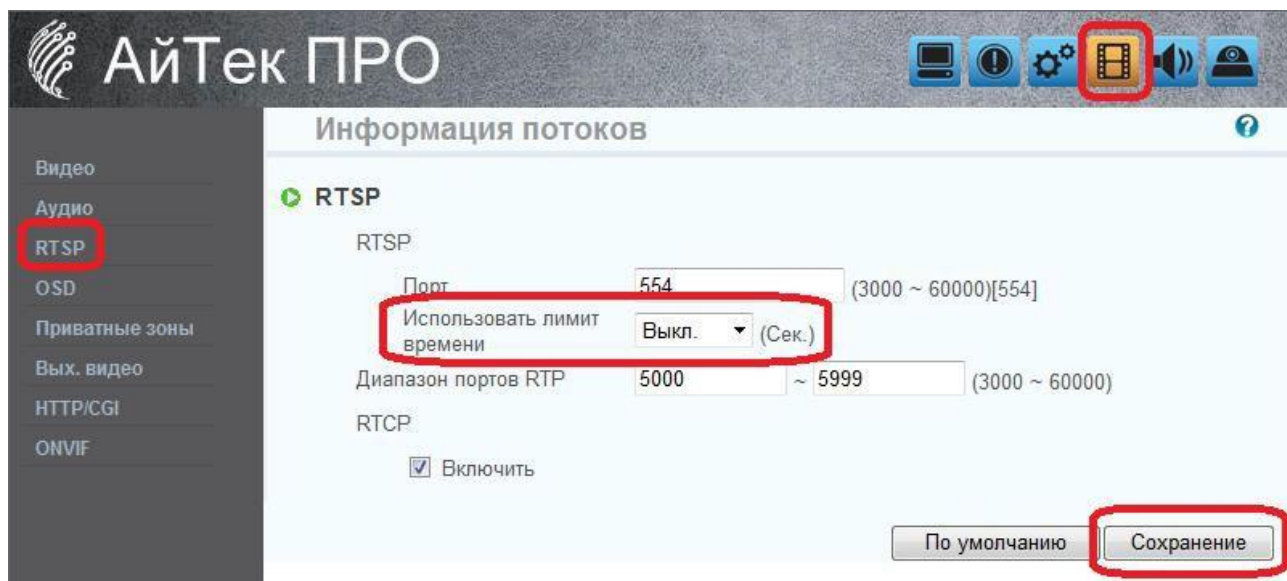 АйТек ПРО
Информация потоков
?
Видео
Аудио
RTSP
OSD
Приватные зоны
Вых. видео
HTTP/CGI
ONVIF
RTSP
RTSP
Порт 554 (3000 ~ 60000)[554]
Использовать лимит
времени Выкл. (Сек.)
Диапазон портов RTP 5000 ~ 5999 (3000 ~ 60000)
RTCP
Включить
По умолчанию Сохранение